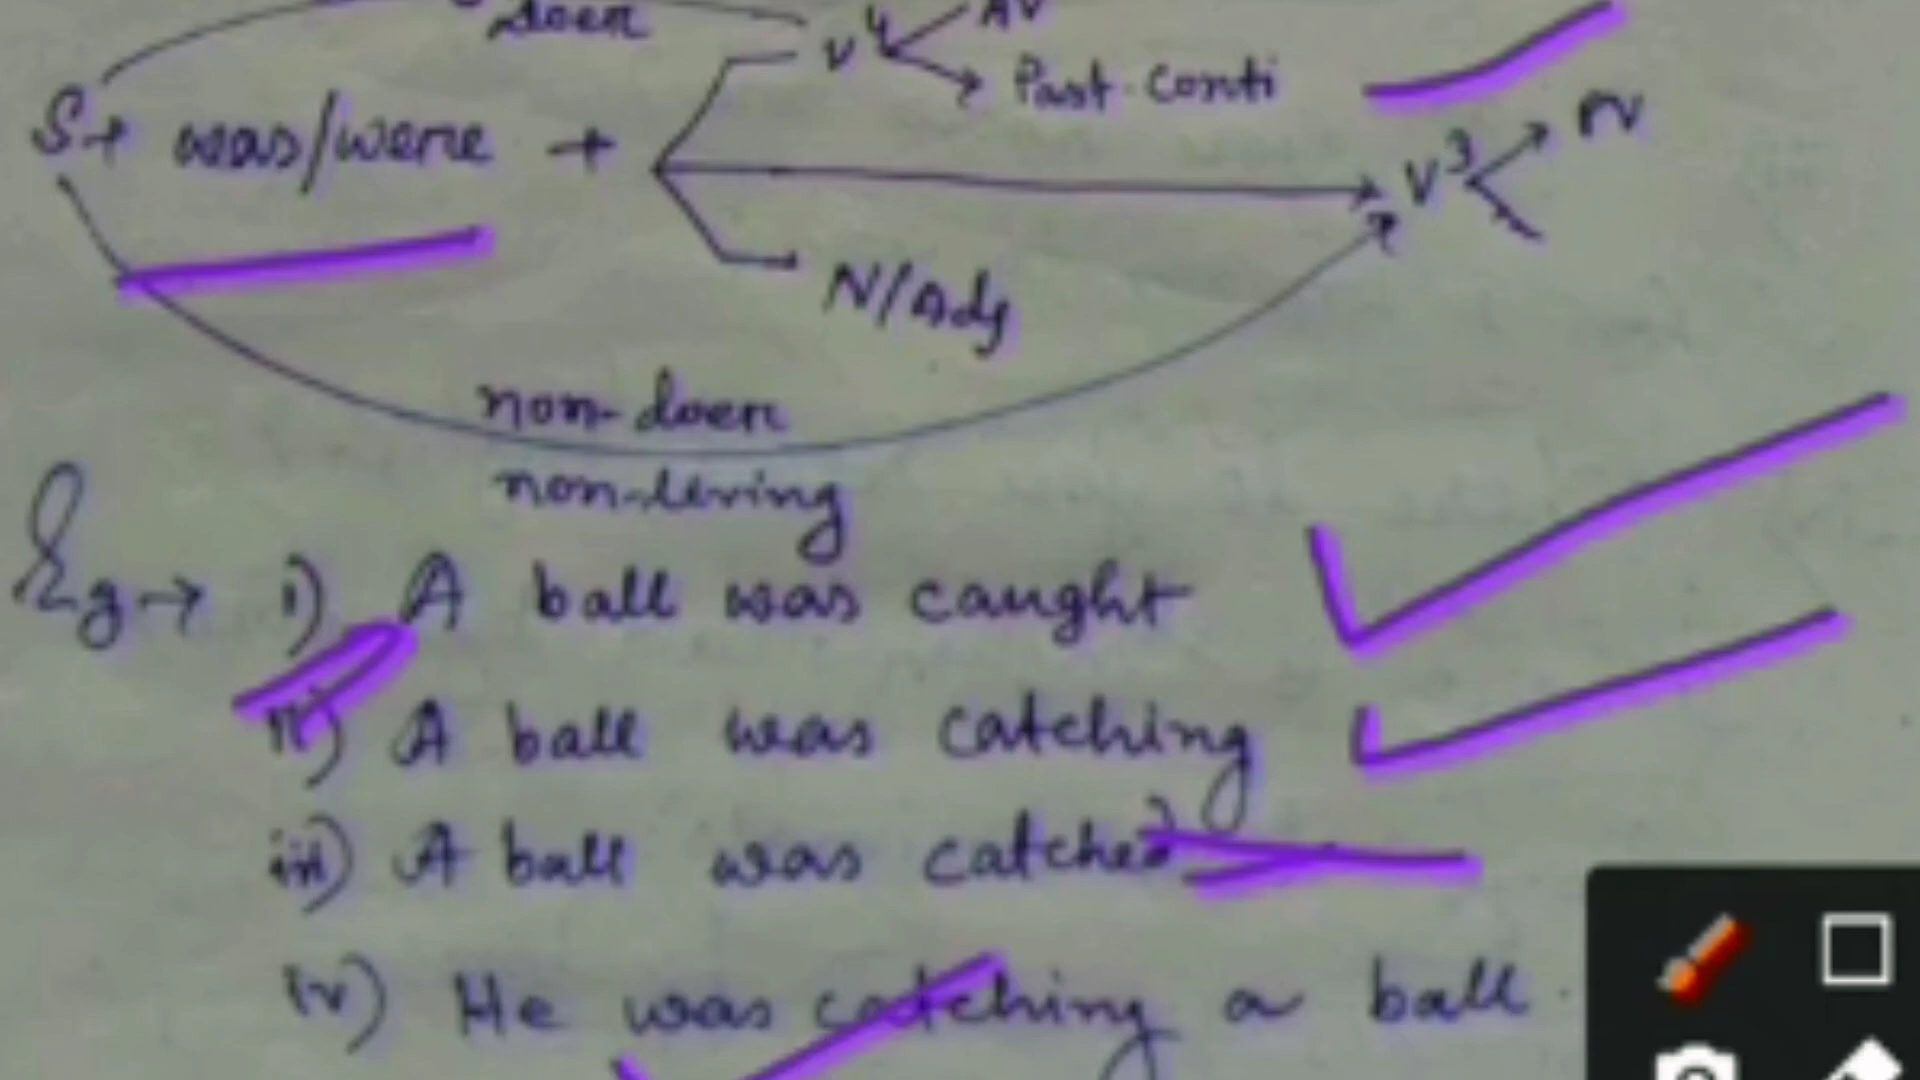 doer
V⁴ AV
Past. Conti
S+ was/were +
V³ PV
N/Adj
non-doer
non-living
Eg→ i) A ball was caught
ii) A ball was catching
iii) A ball was catched
iv) He was catching a ball.